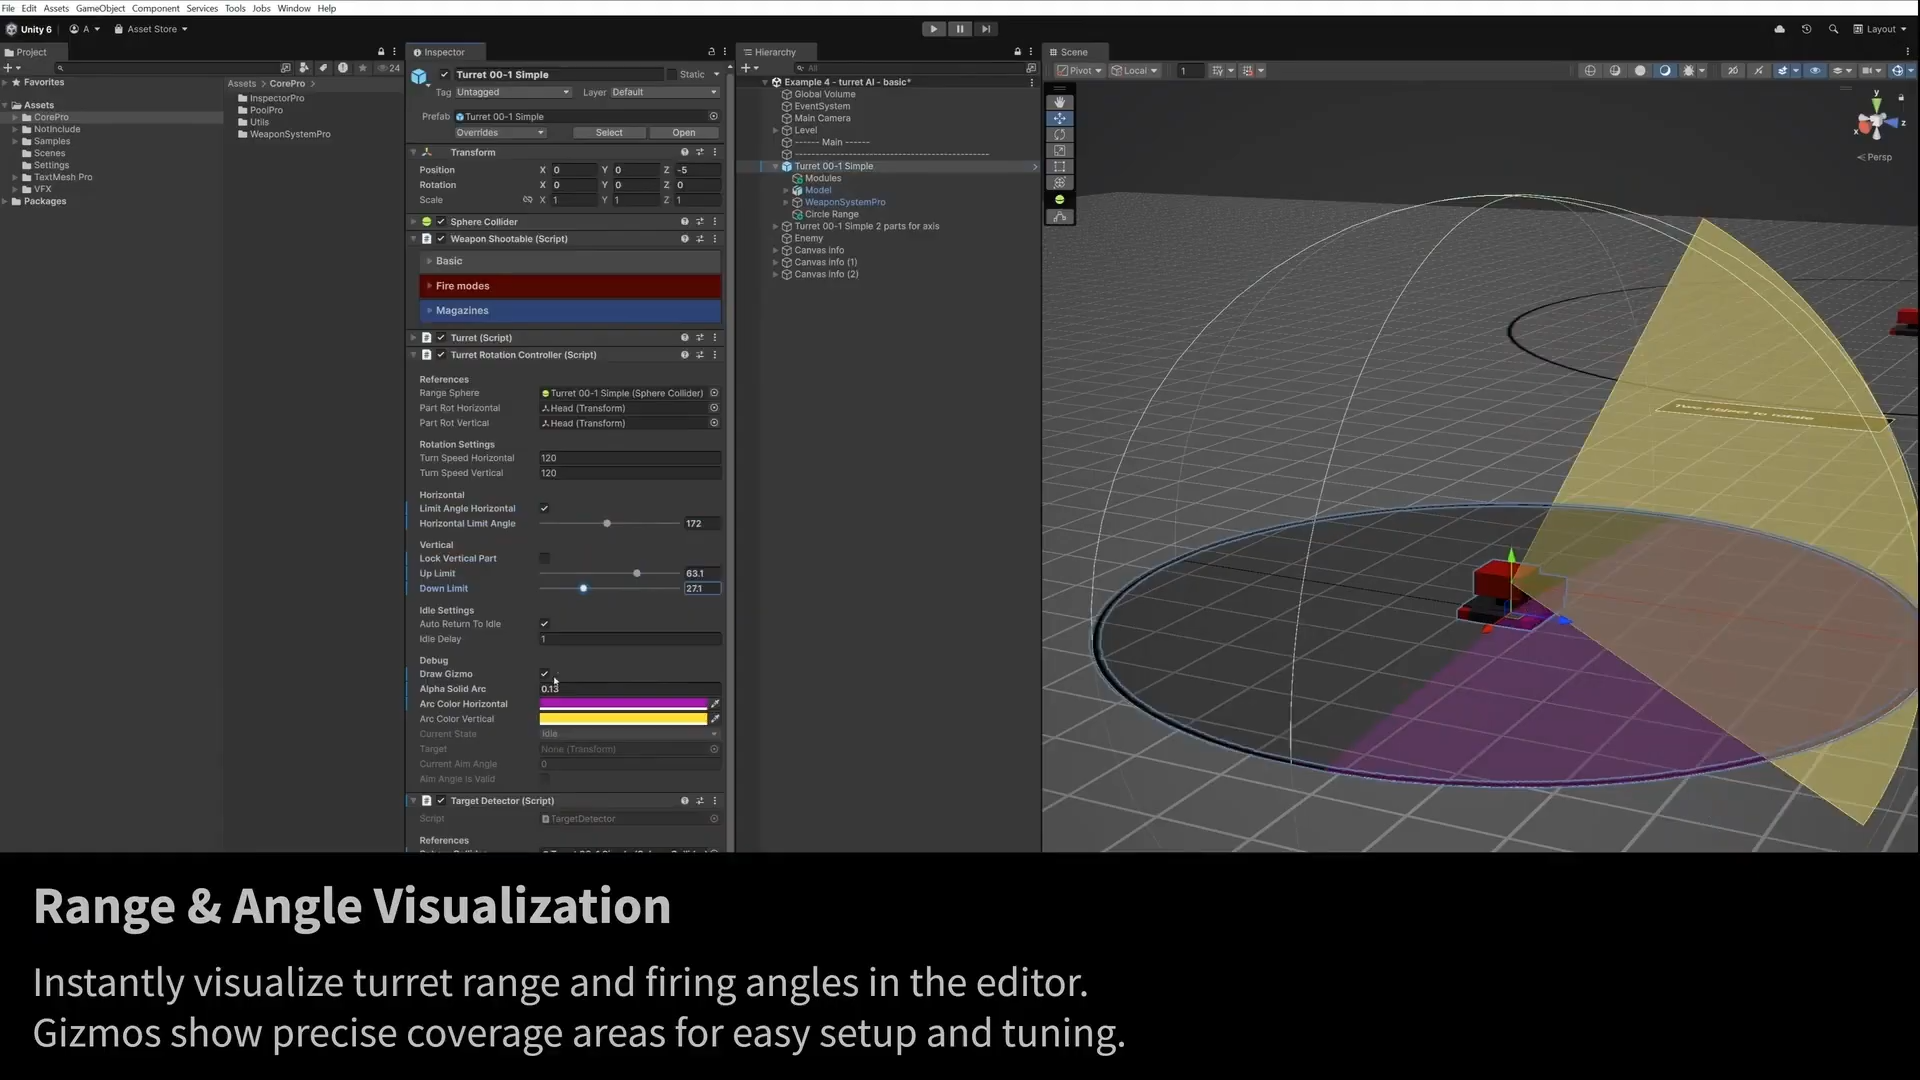 File Edit Assets GameObject Component Services Tools Jobs Window Help
Unity 6 A Asset Store Layout
Project
24
Favorites
Assets
CorePro
NotInclude
Samples
Scenes
Settings
TextMesh Pro
VFX
Packages
Assets > CorePro >
InspectorPro
PoolPro
Utils
WeaponSystemPro
Inspector
Turret 00-1 Simple Static
Tag Untagged Layer Default
Prefab Turret 00-1 Simple
Overrides Select Open
Transform
Position X 0 Y 0 Z -5
Rotation X 0 Y 0 Z 0
Scale X 1 Y 1 Z 1
Sphere Collider
Weapon Shootable (Script)
Basic
Fire modes
Magazines
Turret (Script)
Turret Rotation Controller (Script)
References
Range Sphere Turret 00-1 Simple (Sphere Collider)
Part Rot Horizontal Head (Transform)
Part Rot Vertical Head (Transform)
Rotation Settings
Turn Speed Horizontal 120
Turn Speed Vertical 120
Horizontal
Limit Angle Horizontal
Horizontal Limit Angle 172
Vertical
Lock Vertical Part
Up Limit 63.1
Down Limit 27.1
Idle Settings
Auto Return To Idle
Idle Delay 1
Debug
Draw Gizmo
Alpha Solid Arc 0.13
Arc Color Horizontal
Arc Color Vertical
Current State Idle
Target None (Transform)
Current Aim Angle 0
Aim Angle Is Valid
Target Detector (Script)
Script TargetDetector
References
Hierarchy
All
Example 4 - turret AI - basic*
Global Volume
EventSystem
Main Camera
Level
------ Main ------
Turret 00-1 Simple
Modules
Model
WeaponSystemPro
Circle Range
Turret 00-1 Simple 2 parts for axis
Enemy
Canvas info
Canvas info (1)
Canvas info (2)
Scene
Pivot Local 1 2D
y
x z
Persp
Two object to rotate
Range & Angle Visualization
Instantly visualize turret range and firing angles in the editor.
Gizmos show precise coverage areas for easy setup and tuning.